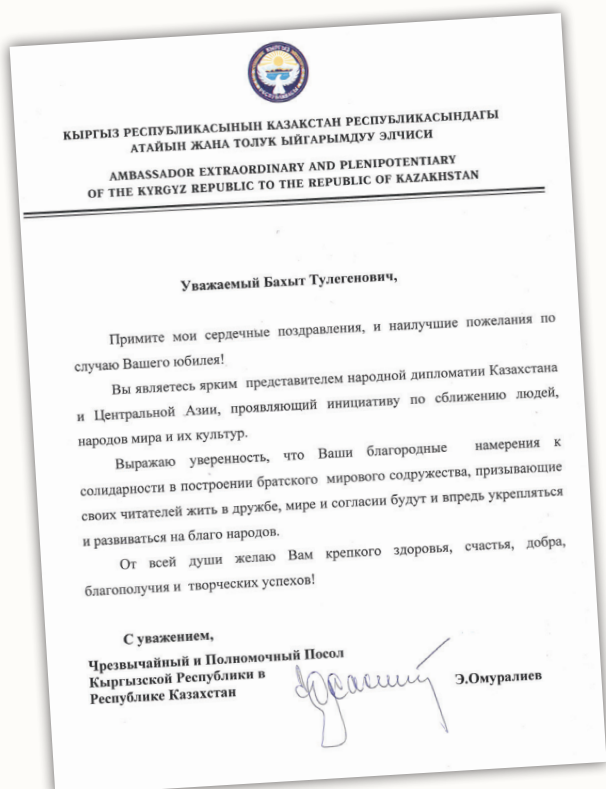 КЫРГЫЗ РЕСПУБЛИКАСЫНЫН КАЗАКСТАН РЕСПУБЛИКАСЫНДАГЫ
АТАЙЫН ЖАНА ТОЛУК ЫЙГАРЫМДУУ ЭЛЧИСИ
AMBASSADOR EXTRAORDINARY AND PLENIPOTENTIARY
OF THE KYRGYZ REPUBLIC TO THE REPUBLIC OF KAZAKHSTAN
Уважаемый Бахыт Тулегенович,
Примите мои сердечные поздравления, и наилучшие пожелания по
случаю Вашего юбилея!
Вы являетесь ярким представителем народной дипломатии Казахстана
и Центральной Азии, проявляющий инициативу по сближению людей,
народов мира и их культур.
Выражаю уверенность, что Ваши благородные намерения к
солидарности в построении братского мирового содружества, призывающие
своих читателей жить в дружбе, мире и согласии будут и впредь укрепляться
и развиваться на благо народов.
От всей души желаю Вам крепкого здоровья, счастья, добра,
благополучия и творческих успехов!
С уважением,
Чрезвычайный и Полномочный Посол
Кыргызской Республики в
Республике Казахстан
Э.Омуралиев